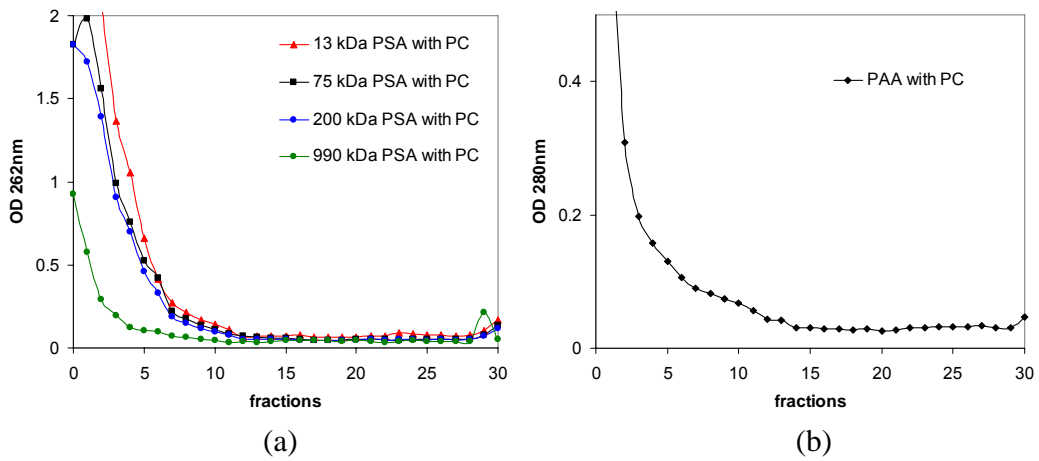 2
1.5
1
0.5
0
OD 262nm
0 5 10 15 20 25 30
fractions
13 kDa PSA with PC
75 kDa PSA with PC
200 kDa PSA with PC
990 kDa PSA with PC
(a)
0.4
0.2
0
OD 280nm
0 5 10 15 20 25 30
fractions
PAA with PC
(b)